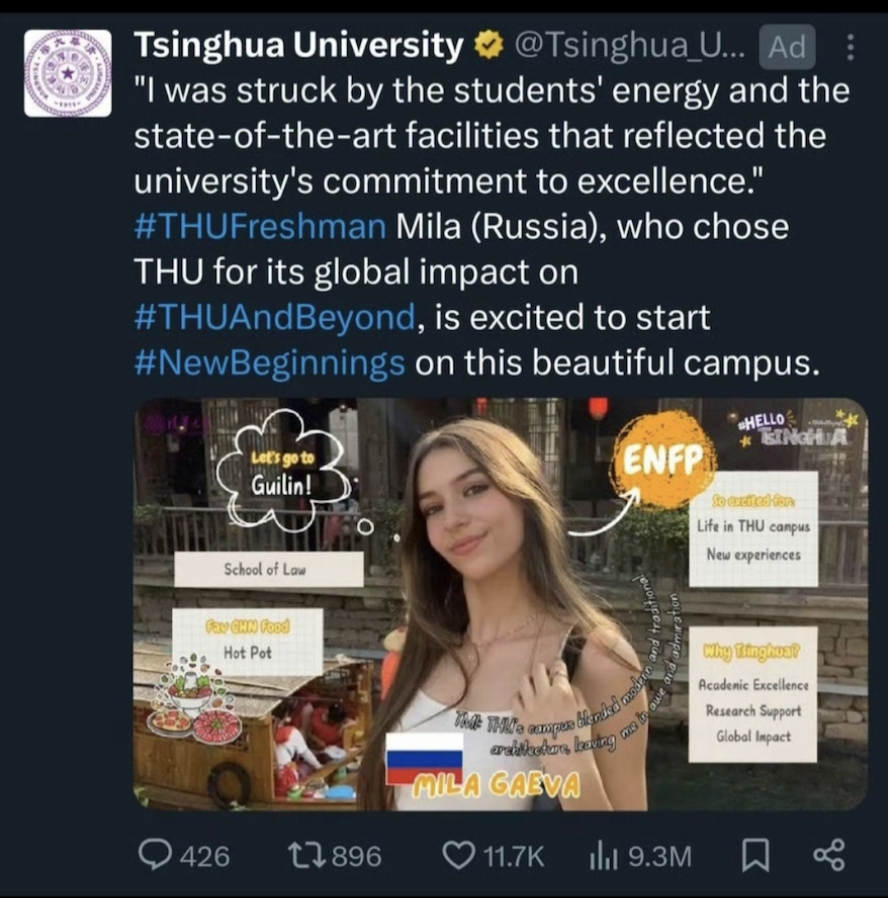 Tsinghua University @Tsinghua_U... Ad
"I was struck by the students' energy and the
state-of-the-art facilities that reflected the
university's commitment to excellence."
#THUFreshman Mila (Russia), who chose
THU for its global impact on
#THUAndBeyond, is excited to start
#NewBeginnings on this beautiful campus.
Let's go to
Guilin!
School of Law
Fav CHN Food
Hot Pot
ENFP
HELLO
TSINGHUA
So excited for:
Life in THU campus
New experiences
Why Tsinghua?
Academic Excellence
Research Support
Global Impact
THU's campus blended modern and traditional
architecture, leaving me in awe and admiration
MILA GAEVA
426 896 11.7K 9.3M